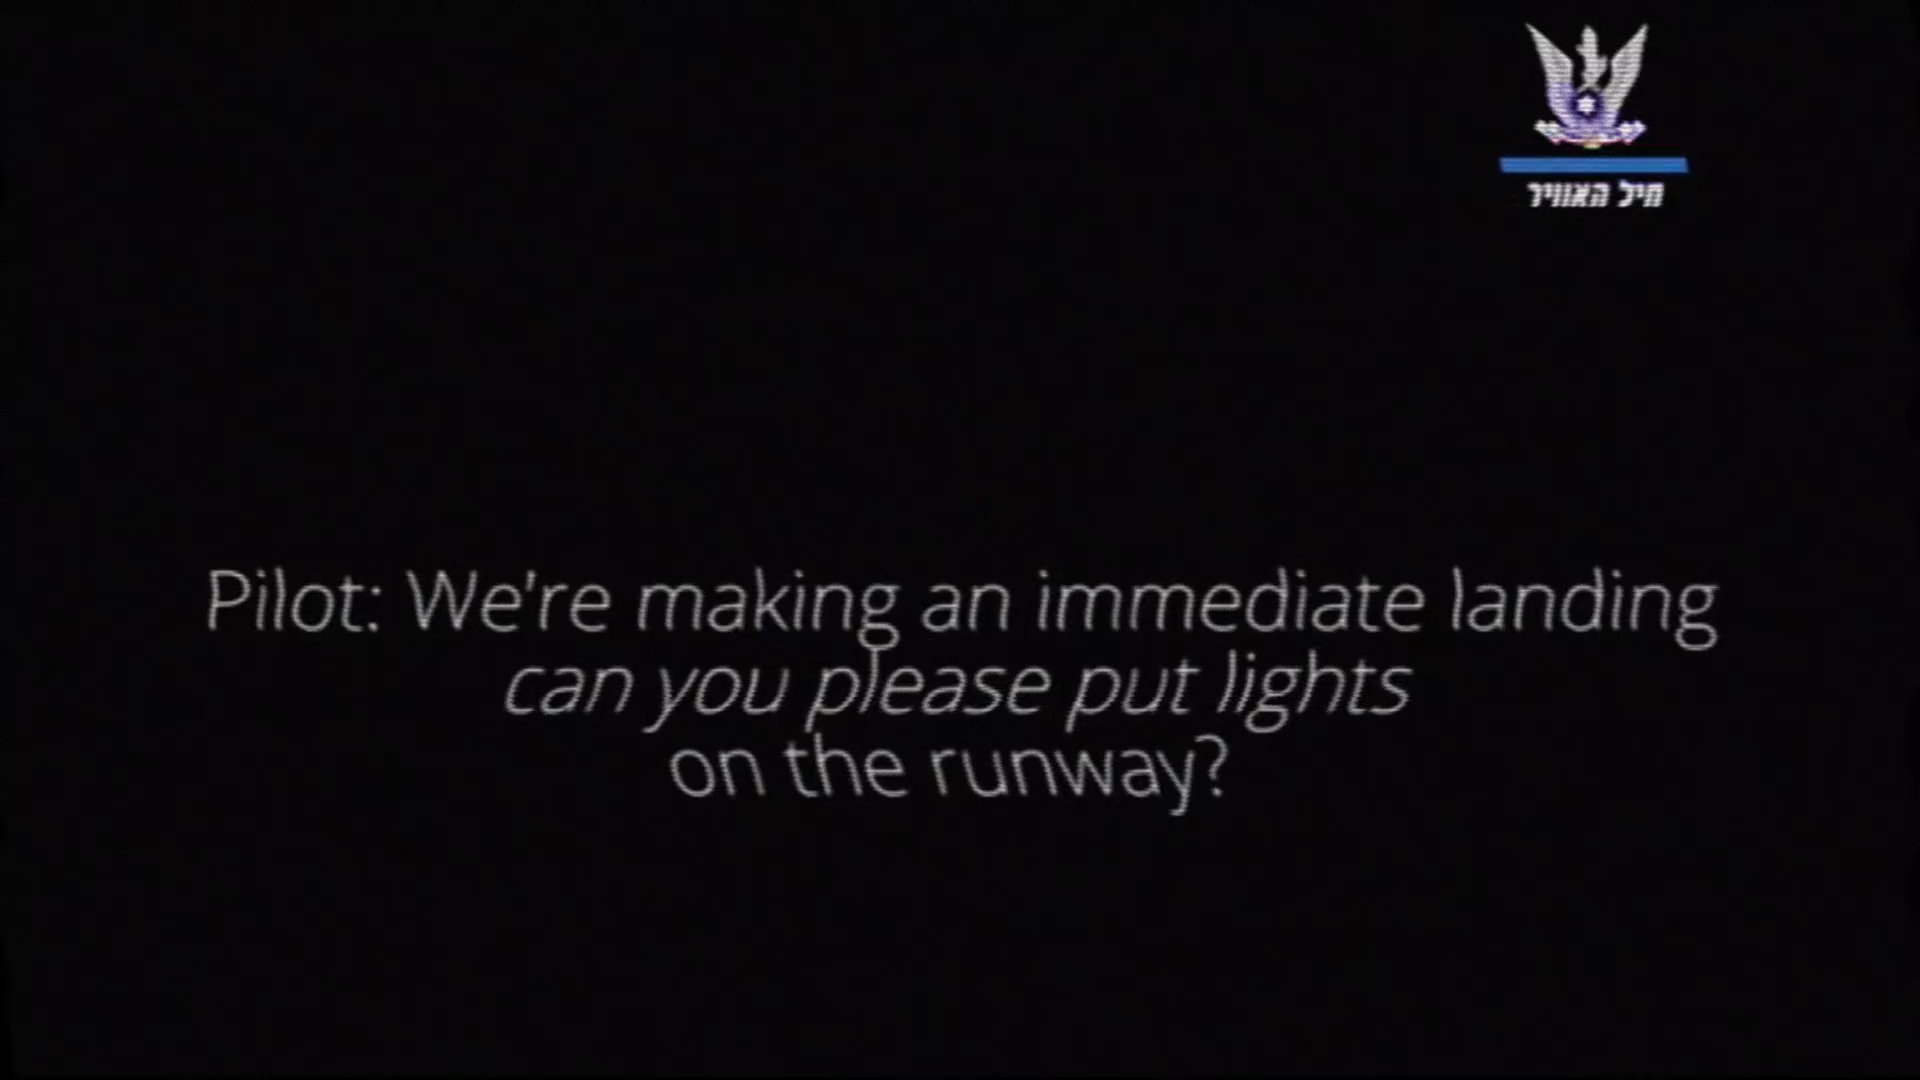 חיל האוויר
Pilot: We're making an immediate landing
can you please put lights
on the runway?